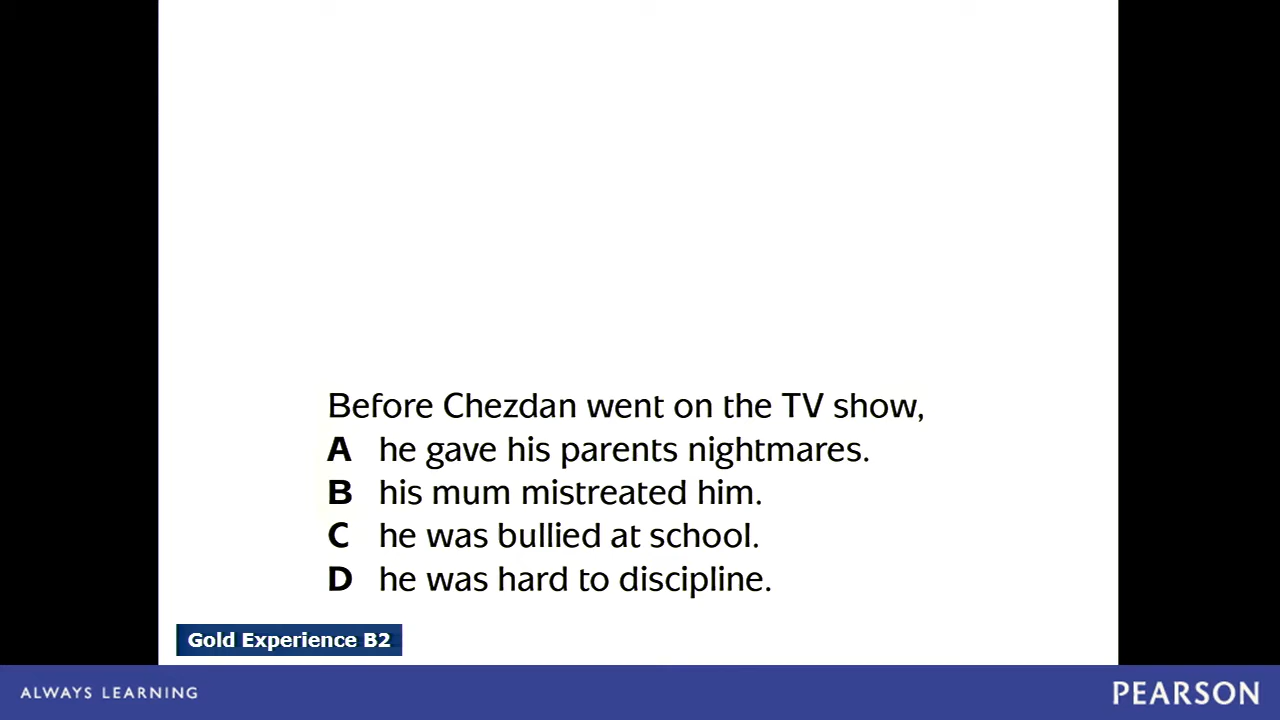 Before Chezdan went on the TV show,
A he gave his parents nightmares.
B his mum mistreated him.
C he was bullied at school.
D he was hard to discipline.
Gold Experience B2
ALWAYS LEARNING
PEARSON